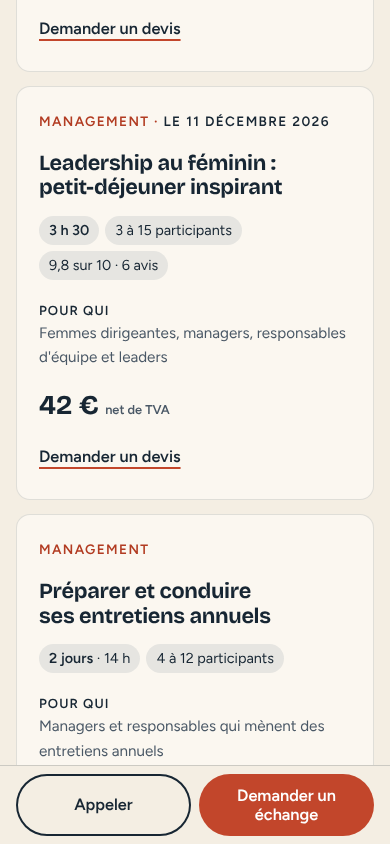 Demander un devis
MANAGEMENT · LE 11 DÉCEMBRE 2026
Leadership au féminin :
petit-déjeuner inspirant
3 h 30
3 à 15 participants
9,8 sur 10 · 6 avis
POUR QUI
Femmes dirigeantes, managers, responsables
d'équipe et leaders
42 € net de TVA
Demander un devis
MANAGEMENT
Préparer et conduire
ses entretiens annuels
2 jours · 14 h
4 à 12 participants
POUR QUI
Managers et responsables qui mènent des
entretiens annuels
Appeler
Demander un
échange